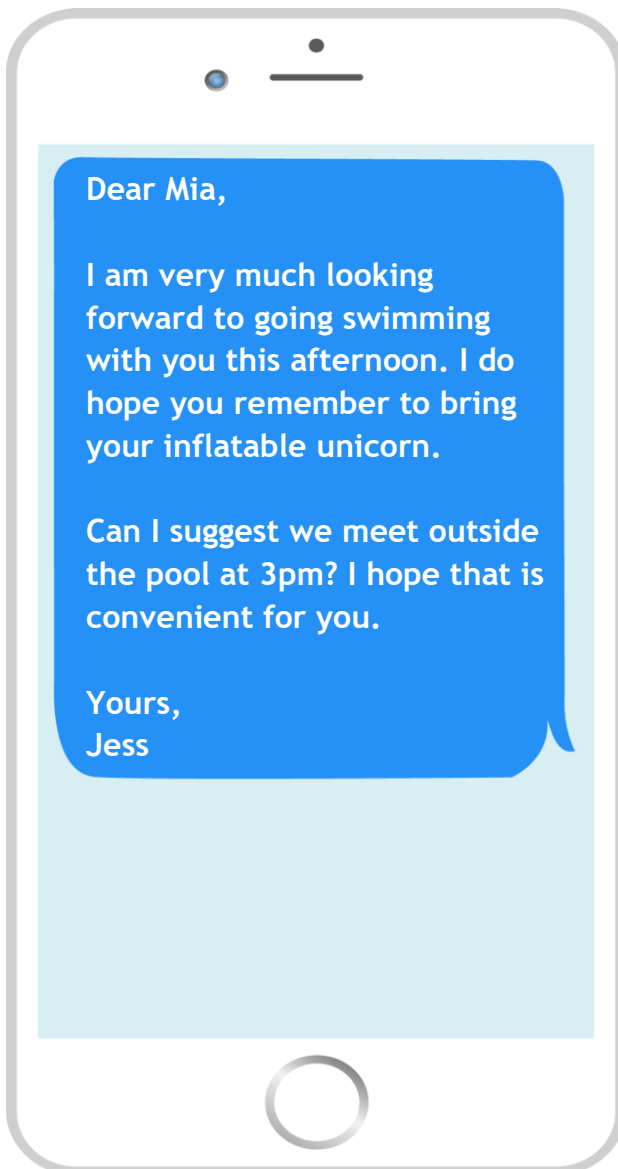 Dear Mia,
I am very much looking
forward to going swimming
with you this afternoon. I do
hope you remember to bring
your inflatable unicorn.
Can I suggest we meet outside
the pool at 3pm? I hope that is
convenient for you.
Yours,
Jess